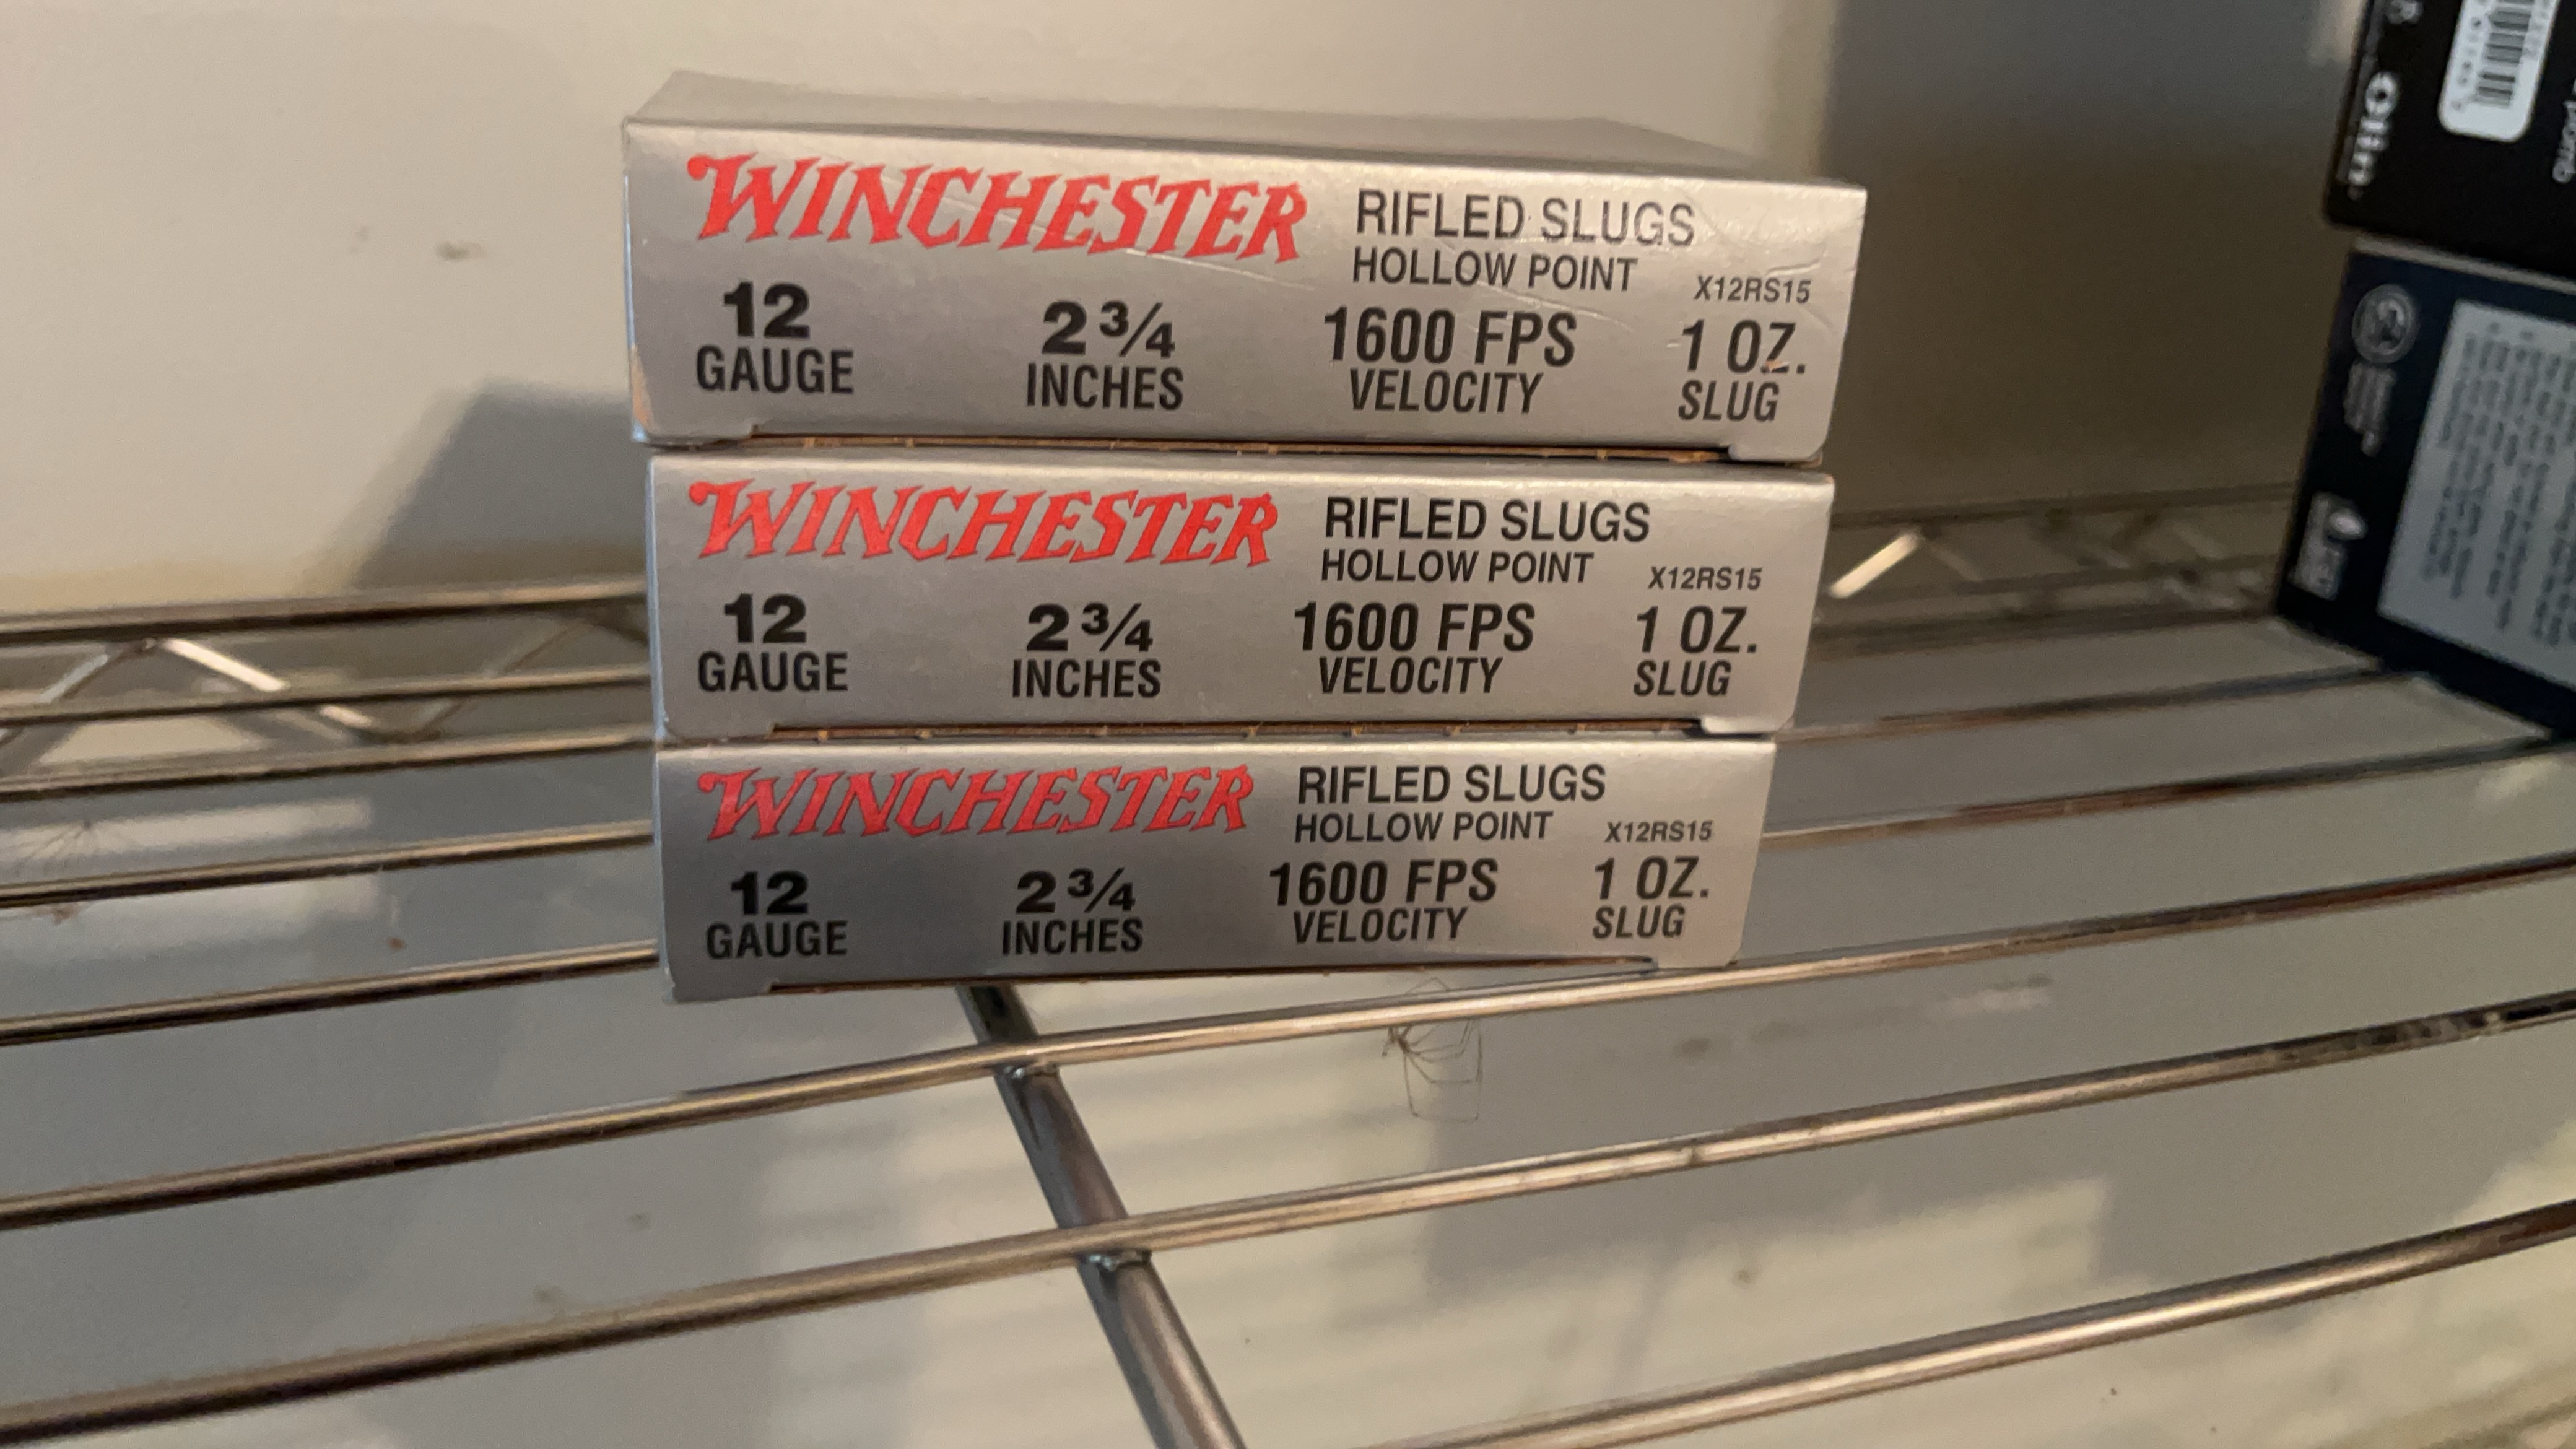 WINCHESTER
RIFLED SLUGS
HOLLOW POINT
X12RS15
12
GAUGE
2 3/4
INCHES
1600 FPS
VELOCITY
1 OZ.
SLUG
WINCHESTER
RIFLED SLUGS
HOLLOW POINT
X12RS15
12
GAUGE
2 3/4
INCHES
1600 FPS
VELOCITY
1 OZ.
SLUG
WINCHESTER
RIFLED SLUGS
HOLLOW POINT
X12RS15
12
GAUGE
2 3/4
INCHES
1600 FPS
VELOCITY
1 OZ.
SLUG
Olin